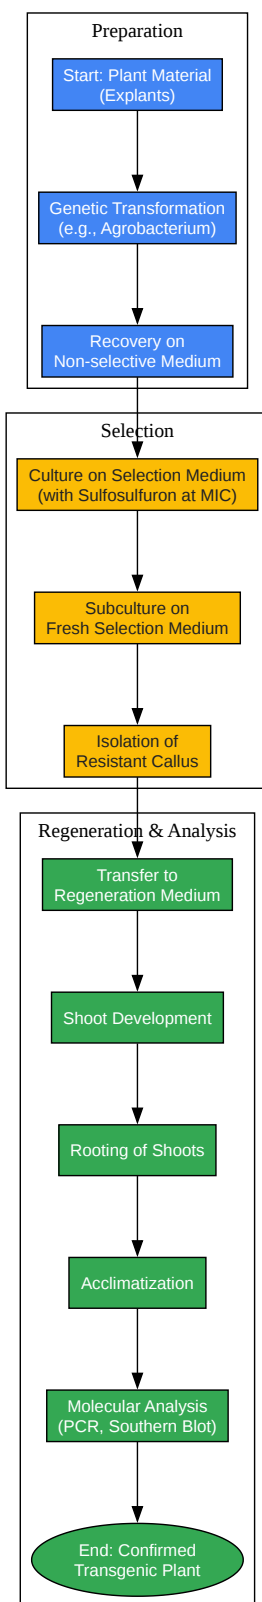 Preparation
Start: Plant Material
(Explants)
Genetic Transformation
(e.g., Agrobacterium)
Recovery on
Non-selective Medium
Selection
Culture on Selection Medium
(with Sulfosulfuron at MIC)
Subculture on
Fresh Selection Medium
Isolation of
Resistant Callus
Regeneration & Analysis
Transfer to
Regeneration Medium
Shoot Development
Rooting of Shoots
Acclimatization
Molecular Analysis
(PCR, Southern Blot)
End: Confirmed
Transgenic Plant